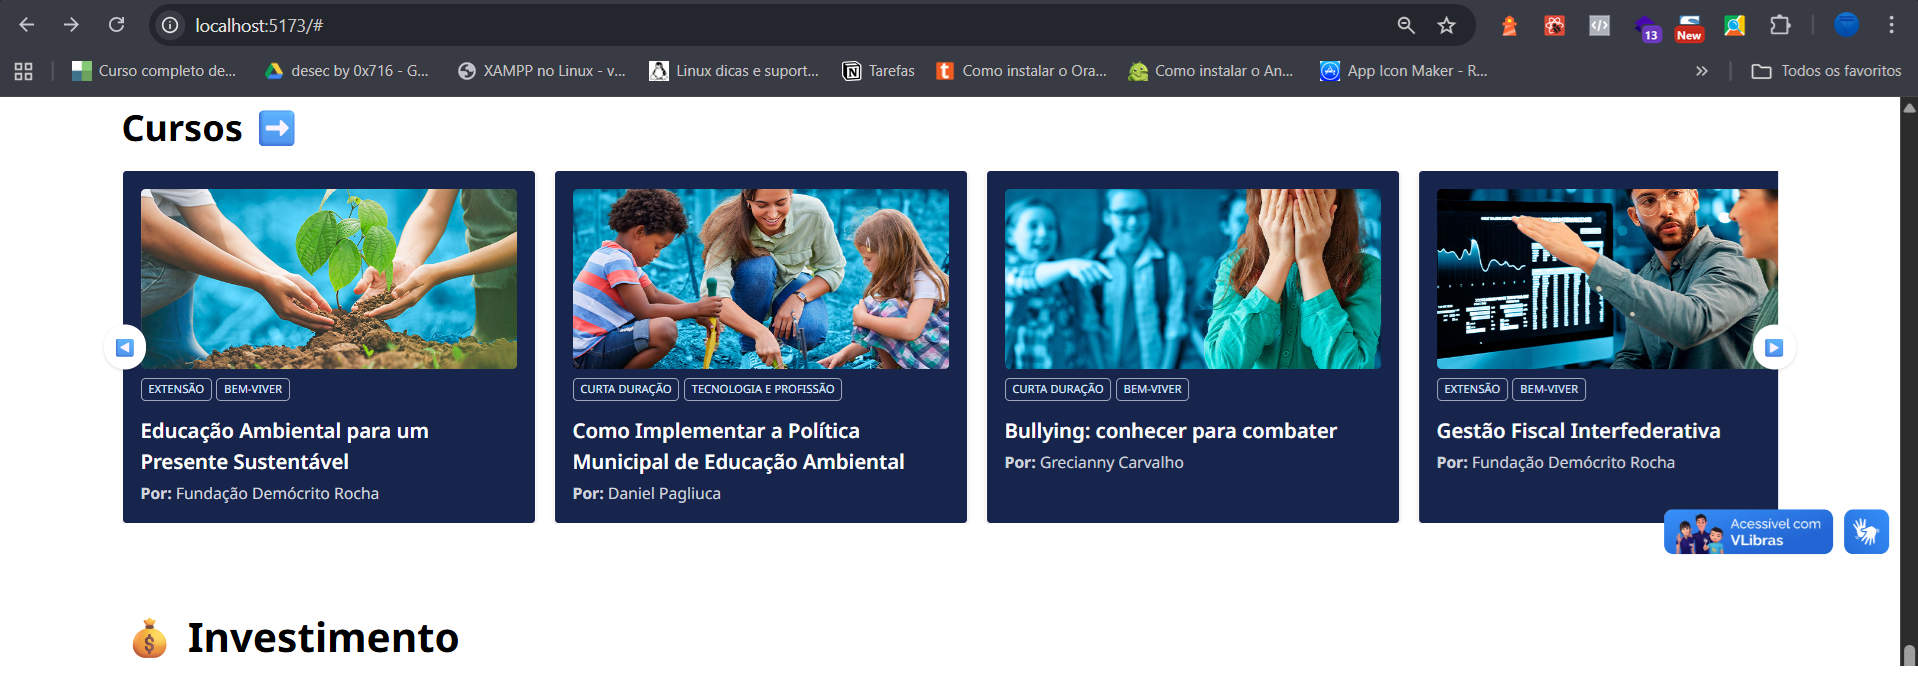 localhost:5173/#
13
New
Curso completo de...
desec by 0x716 - G...
XAMPP no Linux - v...
Linux dicas e suport...
Tarefas
Como instalar o Ora...
Como instalar o An...
App Icon Maker - R...
»
Todos os favoritos
Cursos ➡️
EXTENSÃO BEM-VIVER
Educação Ambiental para um
Presente Sustentável
Por: Fundação Demócrito Rocha
CURTA DURAÇÃO TECNOLOGIA E PROFISSÃO
Como Implementar a Política
Municipal de Educação Ambiental
Por: Daniel Pagliuca
CURTA DURAÇÃO BEM-VIVER
Bullying: conhecer para combater
Por: Grecianny Carvalho
EXTENSÃO BEM-VIVER
Gestão Fiscal Interfederativa
Por: Fundação Demócrito Rocha
Acessível com
VLibras
💰 Investimento